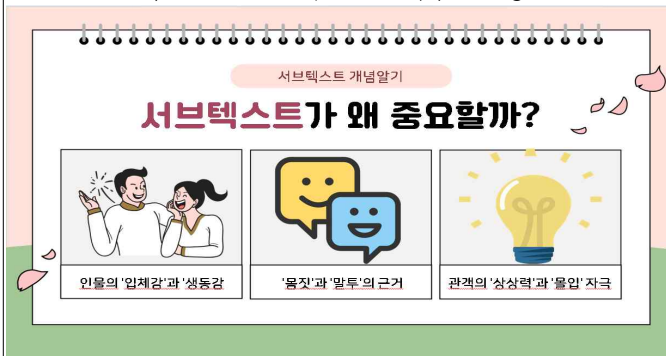 서브텍스트 개념알기
서브텍스트가 왜 중요할까?
인물의 '입체감'과 '생동감
'몸짓'과 '말투'의 근거
관객의 '상상력'과 '몰입' 자극